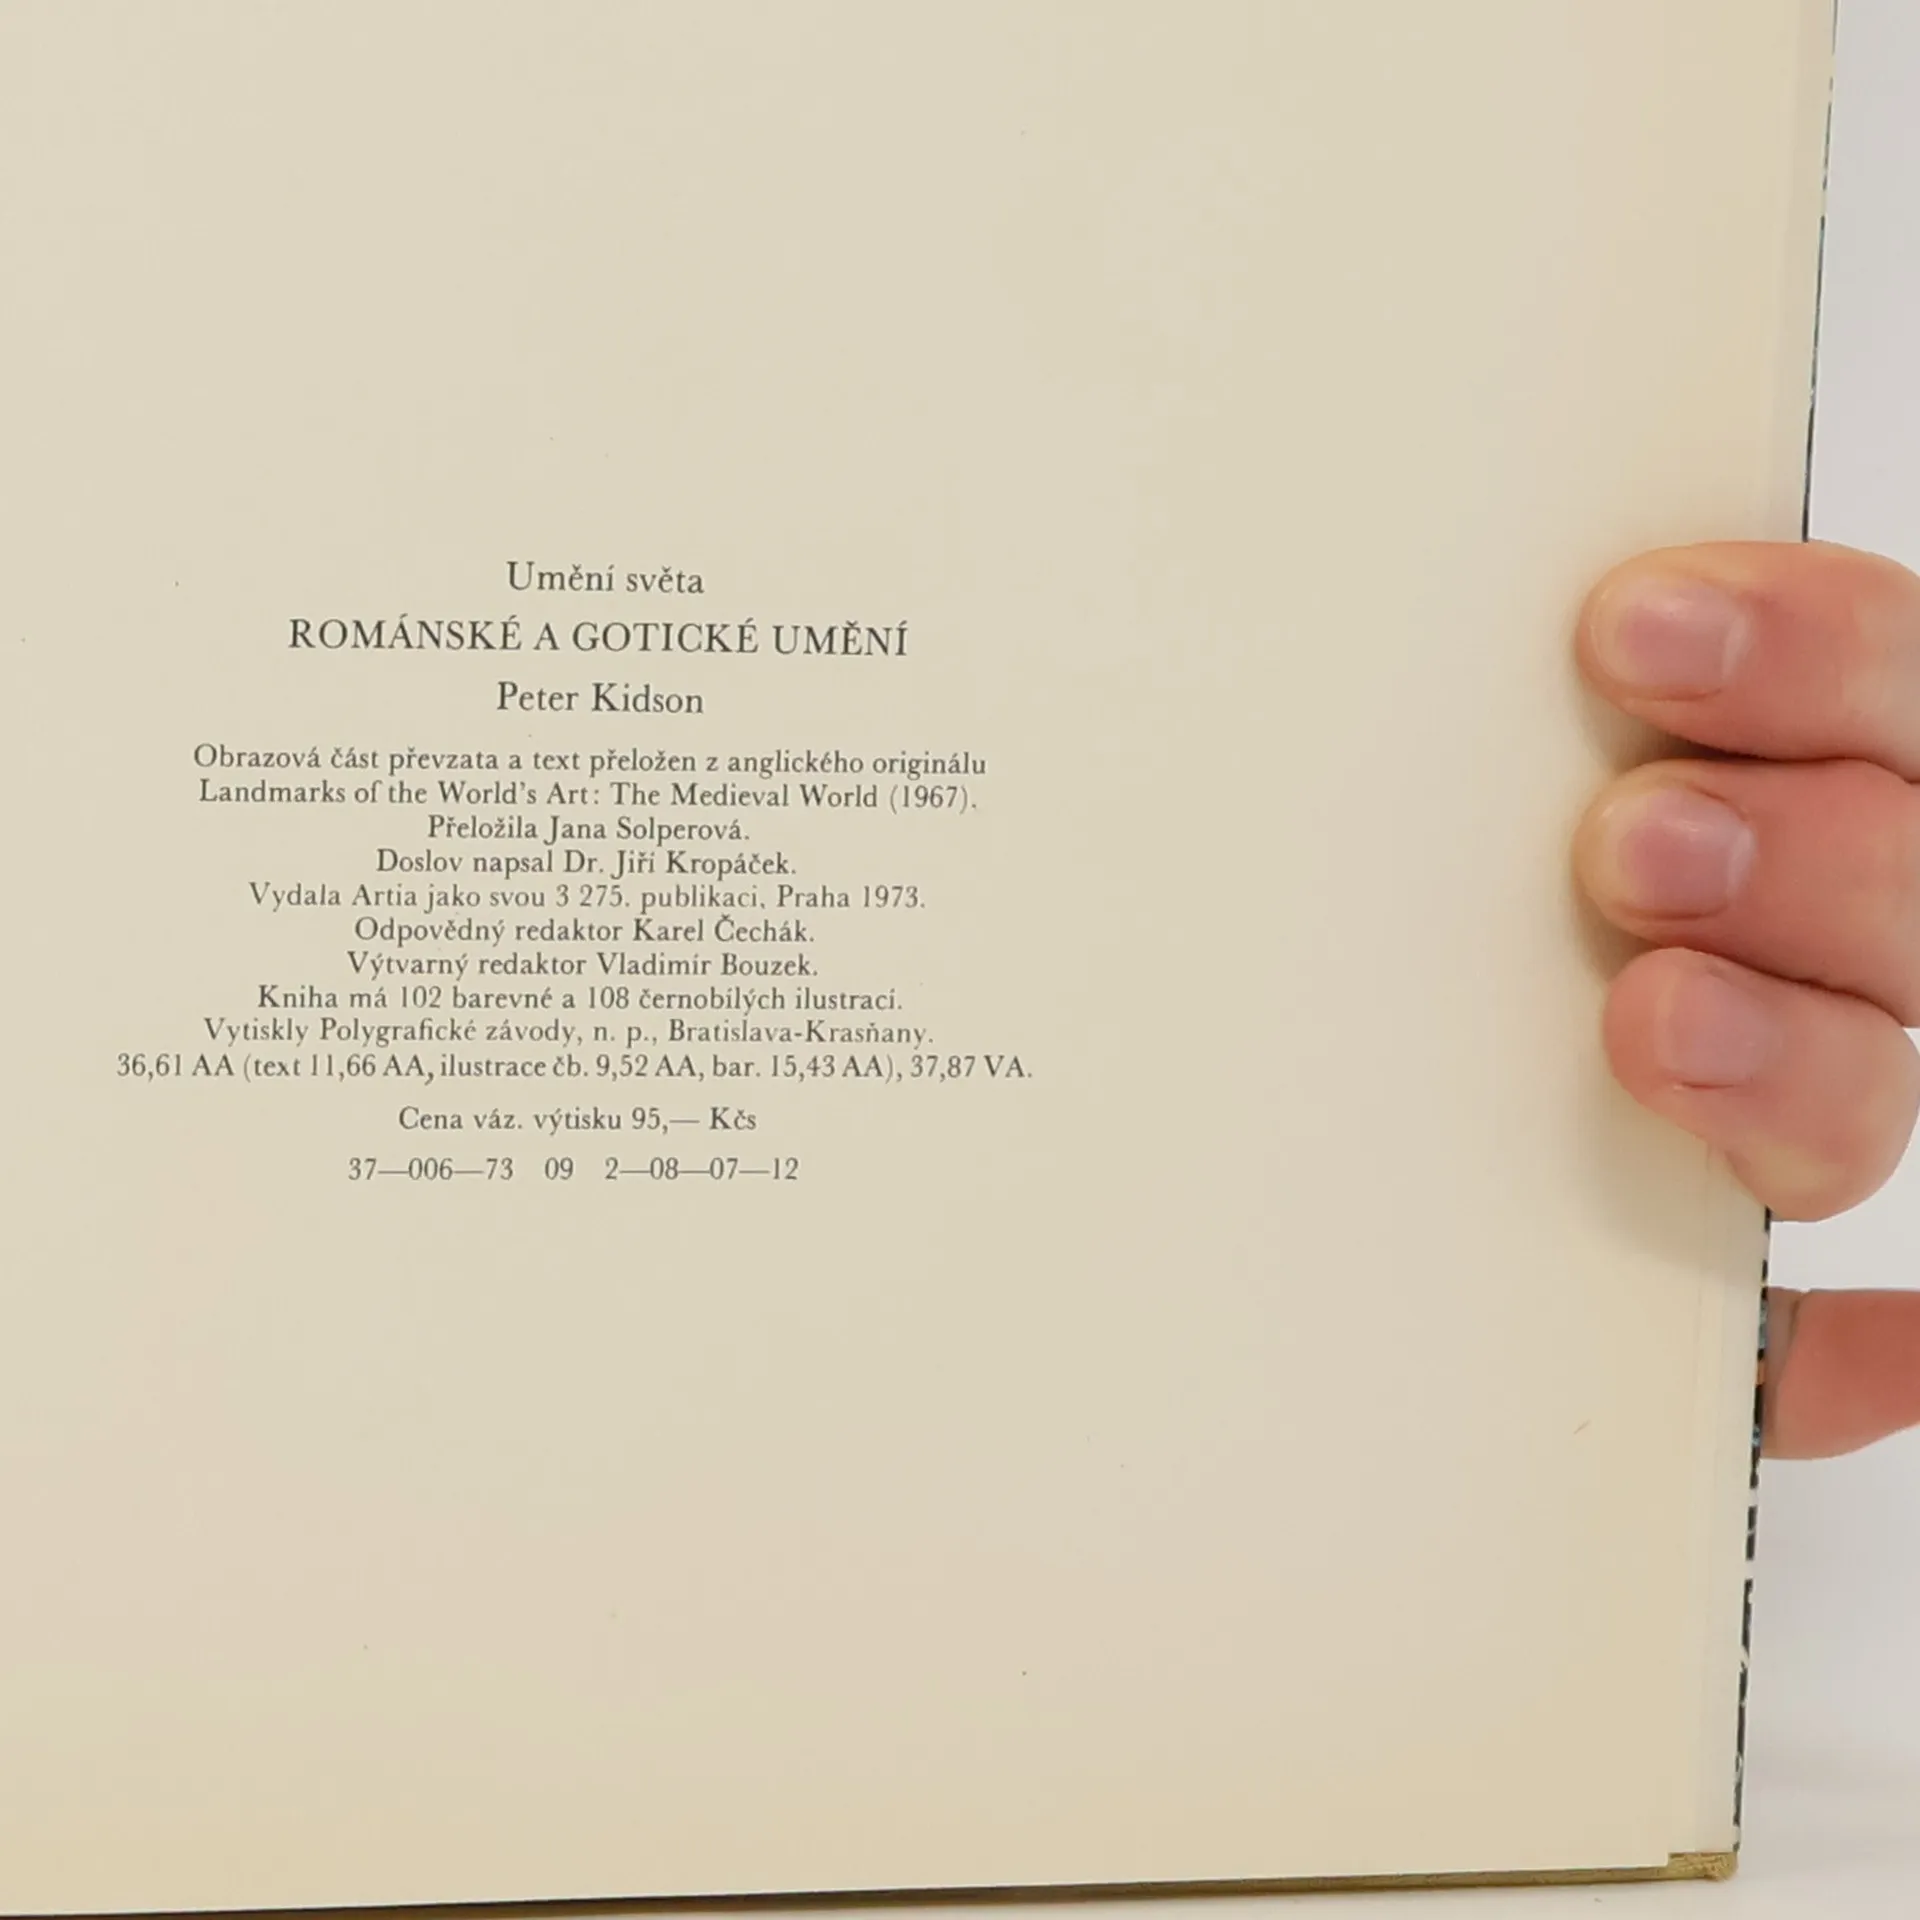 Umění světa
ROMÁNSKÉ A GOTICKÉ UMĚNÍ
Peter Kidson
Obrazová část převzata a text přeložen z anglického originálu
Landmarks of the World's Art: The Medieval World (1967).
Přeložila Jana Solperová.
Doslov napsal Dr. Jiří Kropáček.
Vydala Artia jako svou 3 275. publikaci, Praha 1973.
Odpovědný redaktor Karel Čechák.
Výtvarný redaktor Vladimír Bouzek.
Kniha má 102 barevné a 108 černobílých ilustrací.
Vytiskly Polygrafické závody, n. p., Bratislava-Krasňany.
36,61 AA (text 11,66 AA, ilustrace čb. 9,52 AA, bar. 15,43 AA), 37,87 VA.
Cena váz. výtisku 95,— Kčs
37—006—73 09 2—08—07—12